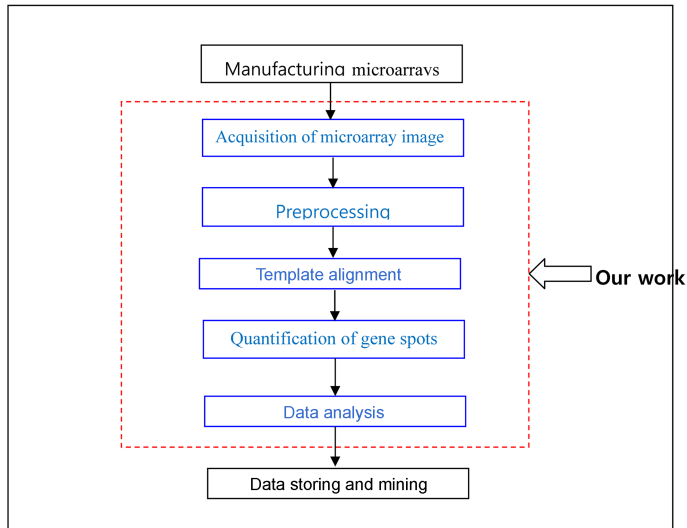 Manufacturing microarrays
Acquisition of microarray image
Preprocessing
Template alignment
Our work
Quantification of gene spots
Data analysis
Data storing and mining